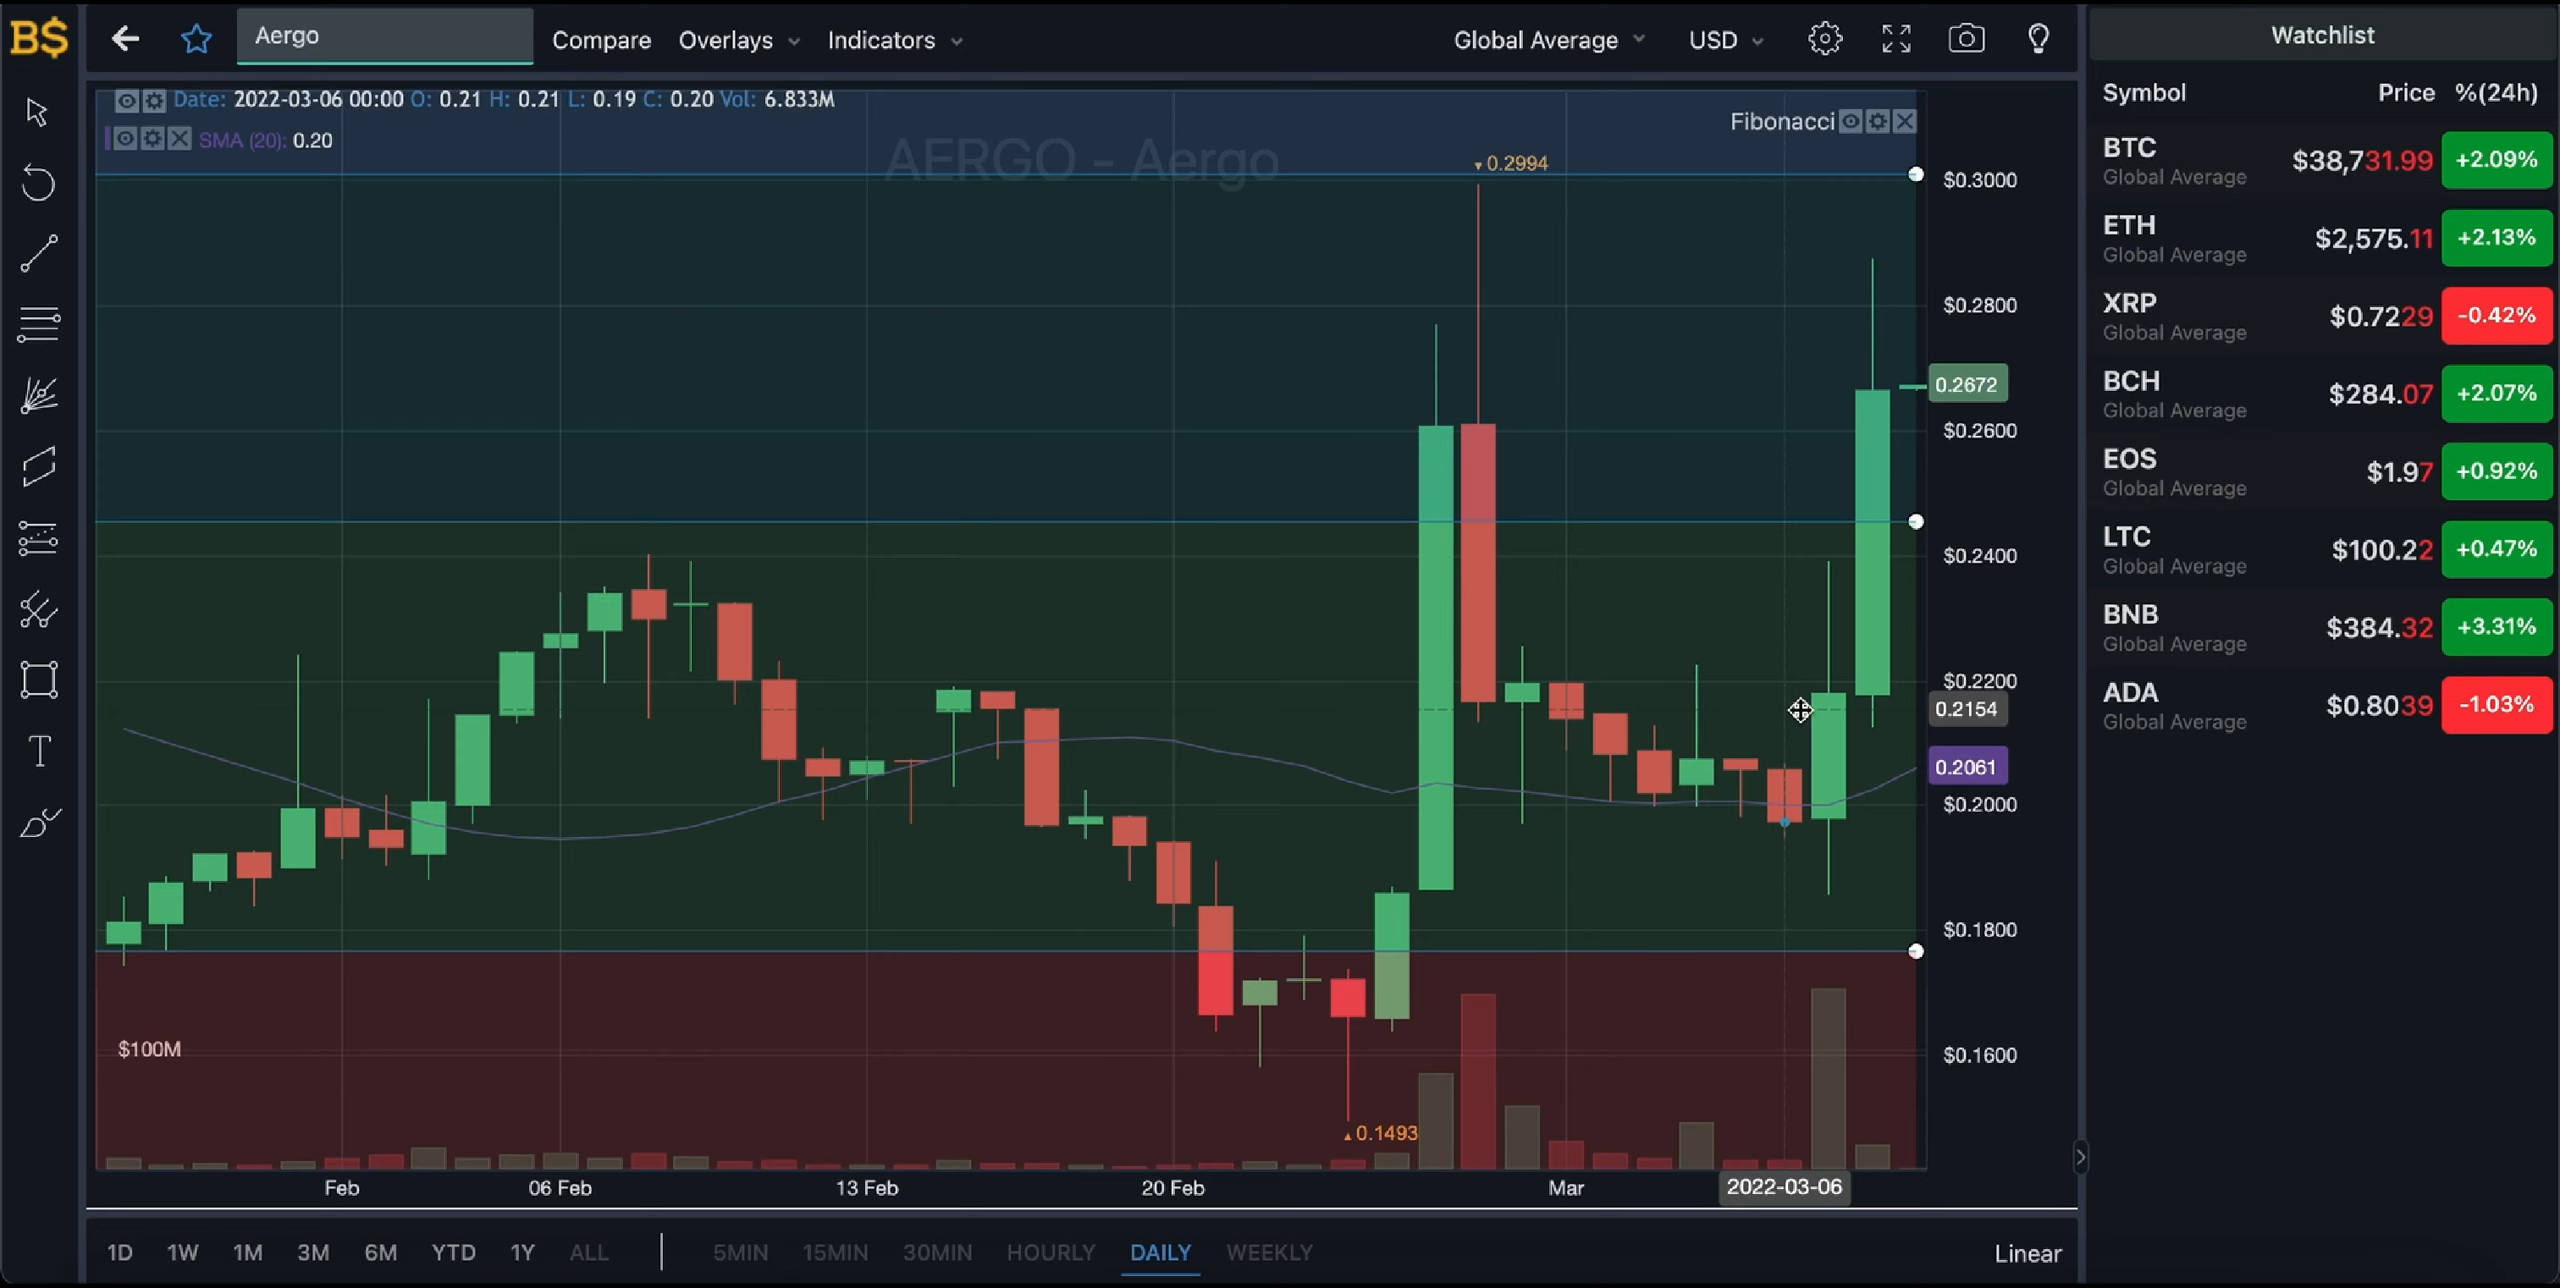 B$
Aergo
Compare
Overlays
Indicators
Global Average
USD
Watchlist
Date: 2022-03-06 00:00 O: 0.21 H: 0.21 L: 0.19 C: 0.20 Vol: 6.833M
SMA (20): 0.20
AERGO - Aergo
Fibonacci
0.2994
0.1493
$0.3000
$0.2800
0.2672
$0.2600
$0.2400
$0.2200
0.2154
0.2061
$0.2000
$0.1800
$0.1600
$100M
Feb
06 Feb
13 Feb
20 Feb
Mar
2022-03-06
1D 1W 1M 3M 6M YTD 1Y ALL
5MIN 15MIN 30MIN HOURLY DAILY WEEKLY
Linear
Symbol Price %(24h)
BTC $38,731.99 +2.09%
Global Average
ETH $2,575.11 +2.13%
Global Average
XRP $0.7229 -0.42%
Global Average
BCH $284.07 +2.07%
Global Average
EOS $1.97 +0.92%
Global Average
LTC $100.22 +0.47%
Global Average
BNB $384.32 +3.31%
Global Average
ADA $0.8039 -1.03%
Global Average